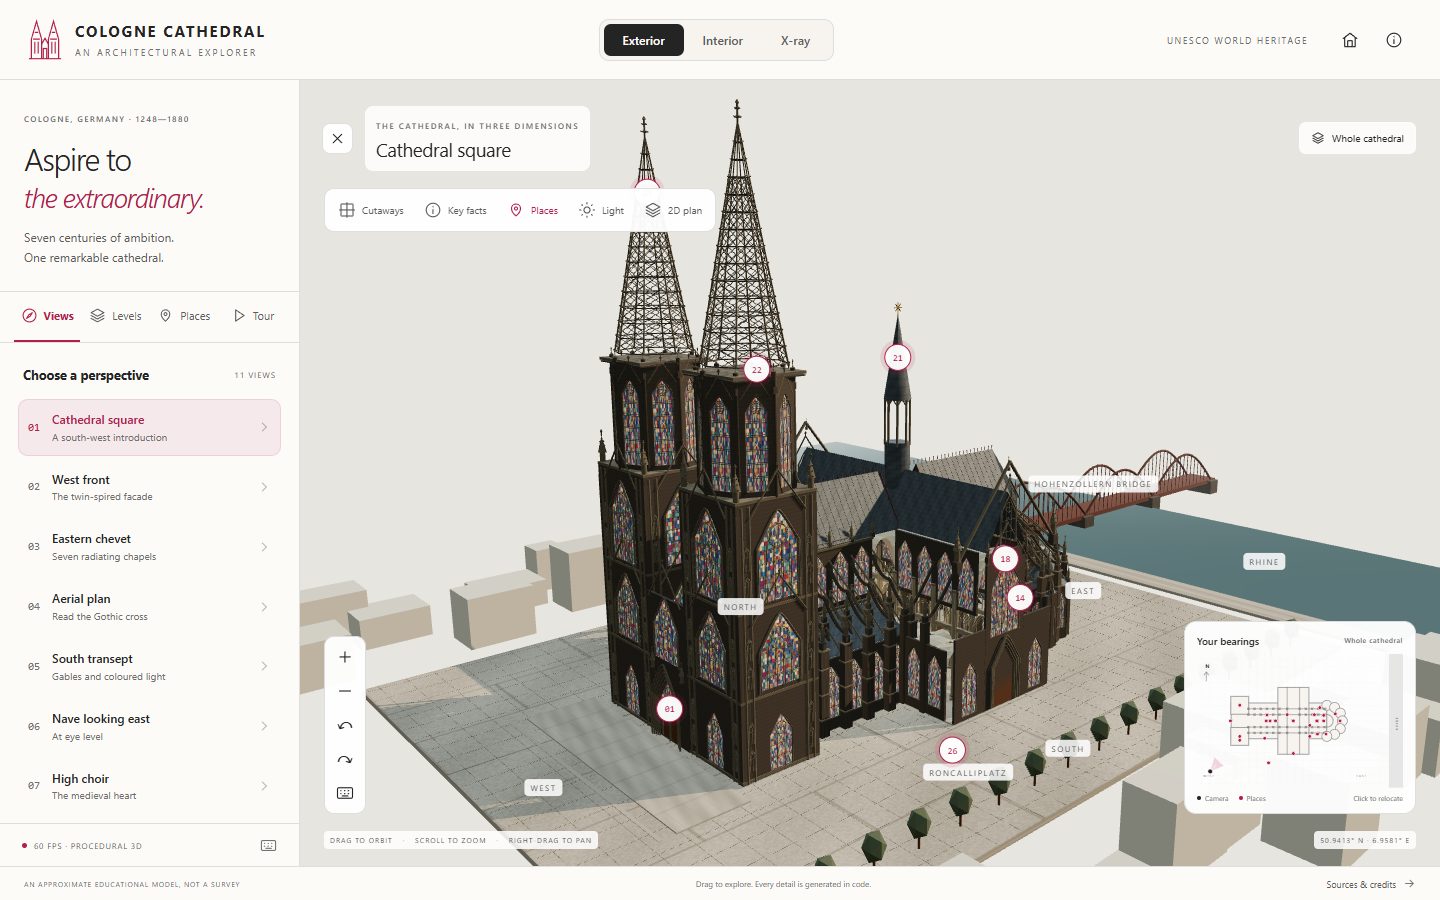 COLOGNE CATHEDRAL
AN ARCHITECTURAL EXPLORER
Exterior
Interior
X-ray
UNESCO WORLD HERITAGE
COLOGNE, GERMANY · 1248—1880
Aspire to
the extraordinary.
Seven centuries of ambition.
One remarkable cathedral.
Views
Levels
Places
Tour
Choose a perspective
11 VIEWS
01
Cathedral square
A south-west introduction
02
West front
The twin-spired facade
03
Eastern chevet
Seven radiating chapels
04
Aerial plan
Read the Gothic cross
05
South transept
Gables and coloured light
06
Nave looking east
At eye level
07
High choir
The medieval heart
60 FPS · PROCEDURAL 3D
THE CATHEDRAL, IN THREE DIMENSIONS
Cathedral square
Whole cathedral
Cutaways
Key facts
Places
Light
2D plan
21
22
HOHENZOLLERN BRIDGE
18
RHINE
14
EAST
NORTH
01
26
SOUTH
RONCALLIPLATZ
WEST
Your bearings
Whole cathedral
N
Camera
Places
Click to relocate
DRAG TO ORBIT · SCROLL TO ZOOM · RIGHT-DRAG TO PAN
50.9413° N · 6.9581° E
AN APPROXIMATE EDUCATIONAL MODEL, NOT A SURVEY
Drag to explore. Every detail is generated in code.
Sources & credits